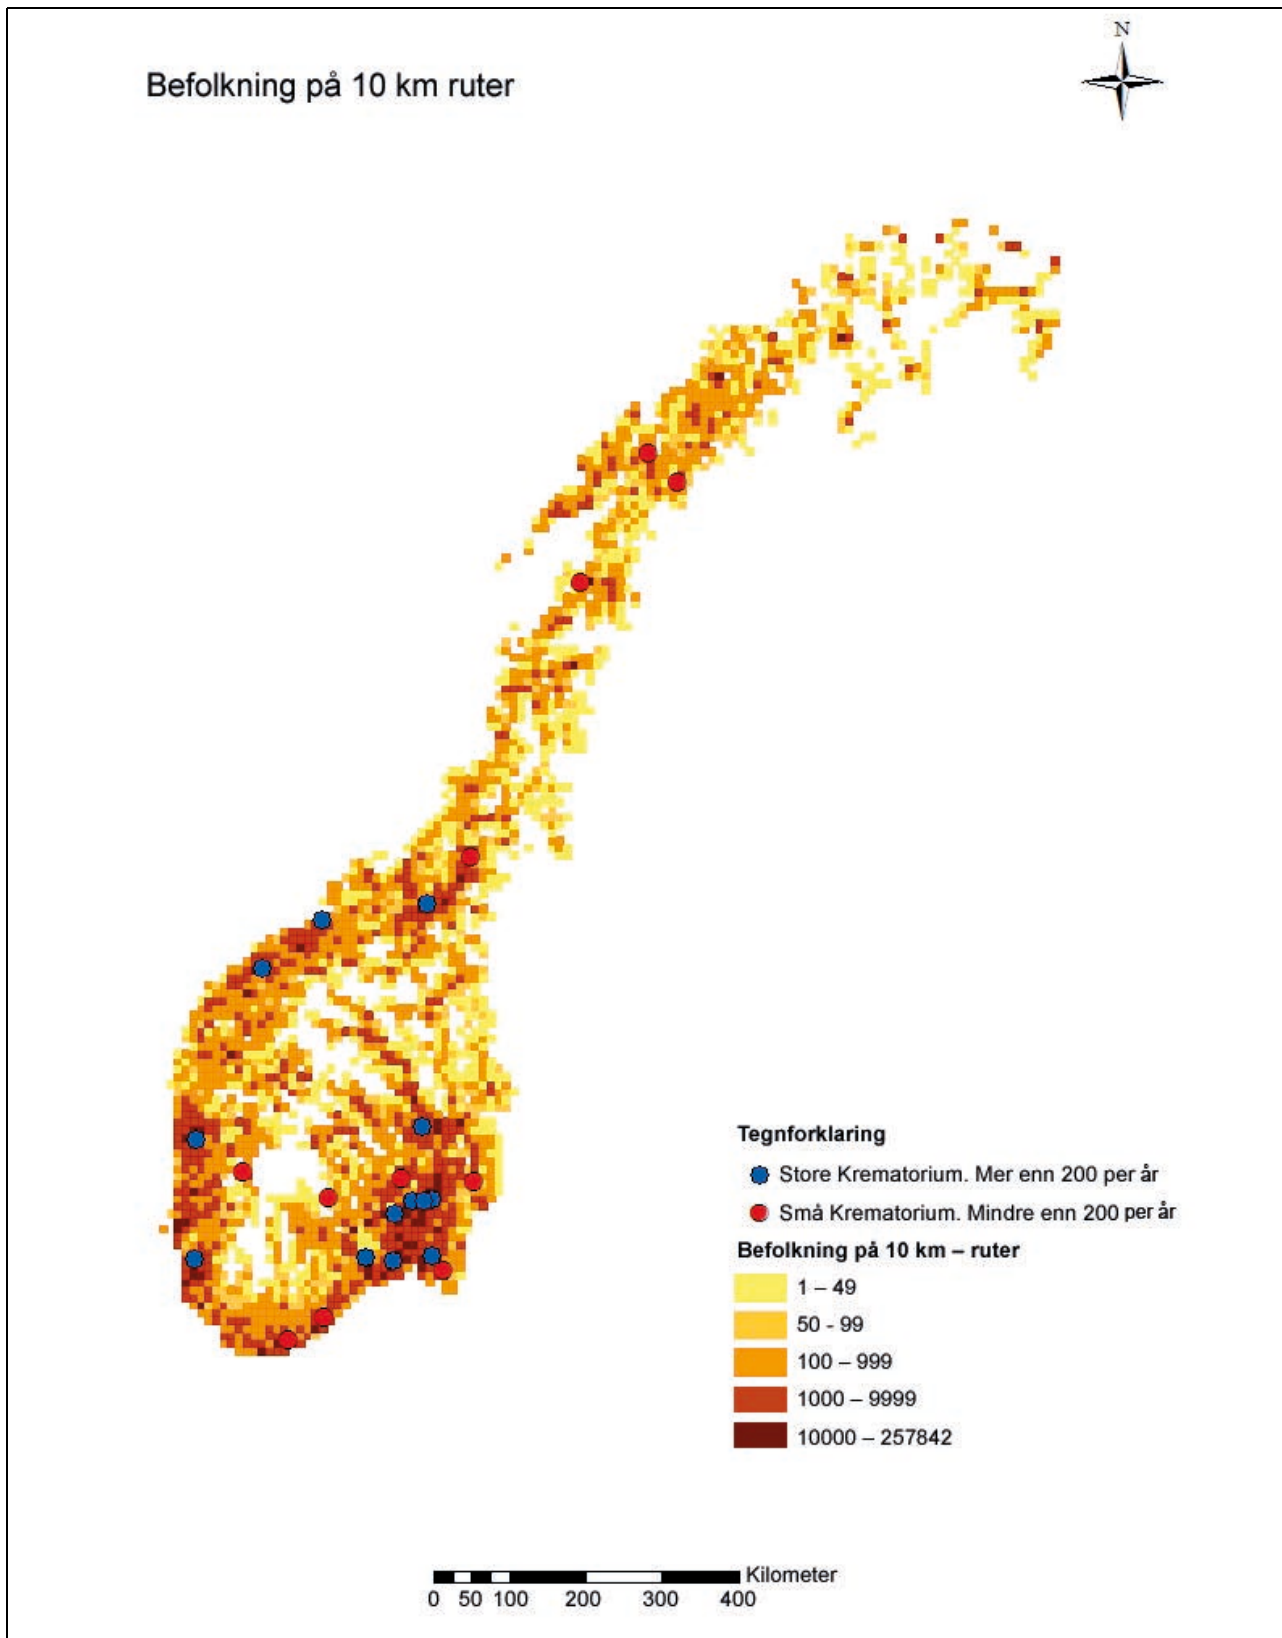 N
Befolkning på 10 km ruter
Tegnforklaring
Store Krematorium. Mer enn 200 per år
Små Krematorium. Mindre enn 200 per år
Befolkning på 10 km – ruter
1 – 49
50 - 99
100 – 999
1000 – 9999
10000 – 257842
Kilometer
0 50 100 200 300 400